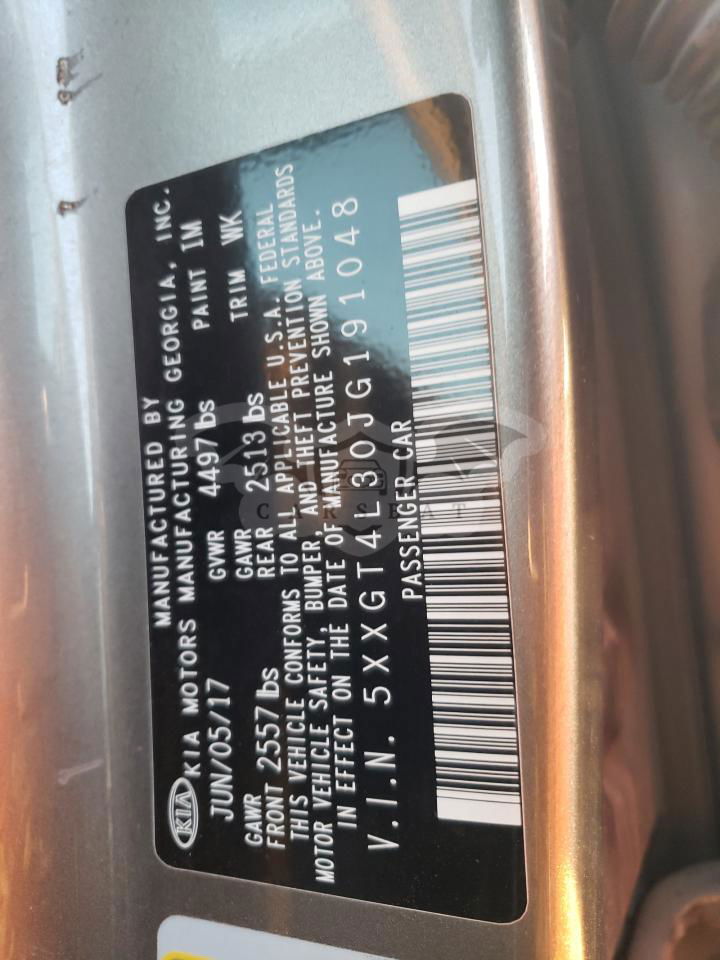 MANUFACTURED BY
KIA KIA MOTORS MANUFACTURING GEORGIA, INC.
JUN/05/17 GVWR 4497 lbs PAINT IM
GAWR FRONT 2557 lbs GAWR REAR 2513 lbs TRIM WK
THIS VEHICLE CONFORMS TO ALL APPLICABLE U.S.A. FEDERAL
MOTOR VEHICLE SAFETY, BUMPER, AND THEFT PREVENTION STANDARDS
IN EFFECT ON THE DATE OF MANUFACTURE SHOWN ABOVE.
V.I.N. 5XXGT4L30JG191048
PASSENGER CAR
CARSEAT